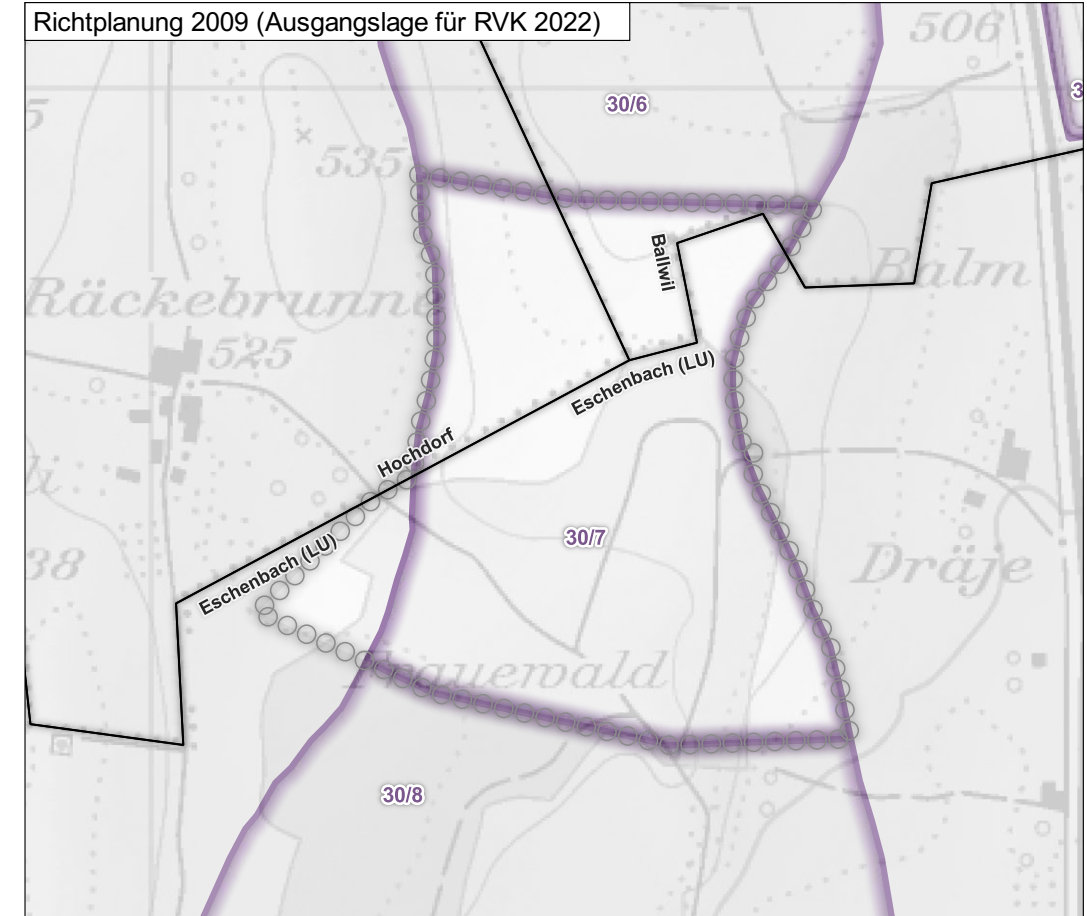 Richtplanung 2009 (Ausgangslage für RVK 2022)
506
30/6
535
Ballwil
Balm
Räckebrunne
525
Eschenbach (LU)
Hochdorf
30/7
Eschenbach (LU)
38
Dräje
Frauewald
30/8